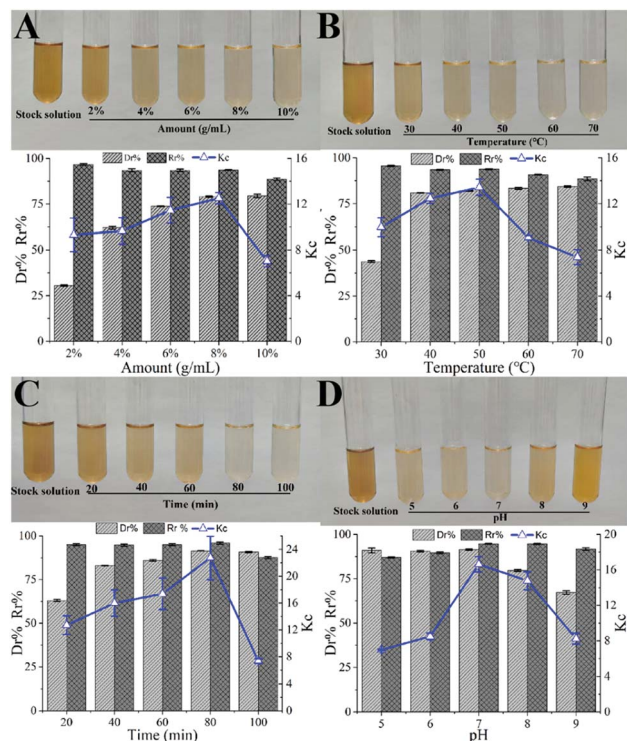 A
Stock solution 2% 4% 6% 8% 10%
Amount (g/mL)
Dr% Rr% Kc
Dr% Rr%
100
75
50
25
0
16
12
8
4
0
Kc
2% 4% 6% 8% 10%
Amount (g/mL)
B
Stock solution 30 40 50 60 70
Temperature (°C)
Dr% Rr% Kc
Dr% Rr%
100
75
50
25
0
16
12
8
4
0
Kc
30 40 50 60 70
Temperature (°C)
C
Stock solution 20 40 60 80 100
Time (min)
Dr% Rr % Kc
Dr% Rr%
100
75
50
25
0
24
20
16
12
8
4
0
Kc
20 40 60 80 100
Time (min)
D
Stock solution 5 6 7 8 9
pH
Dr% Rr% Kc
Dr% Rr%
100
75
50
25
0
20
16
12
8
4
0
Kc
5 6 7 8 9
pH